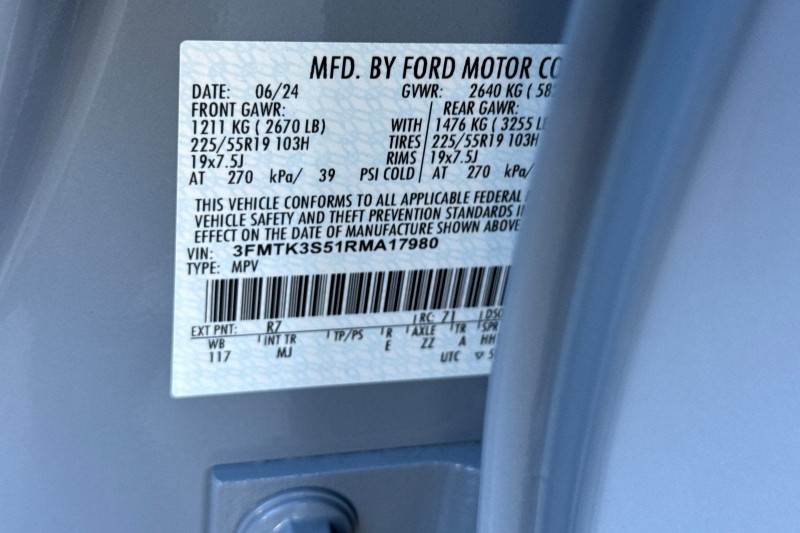 MFD. BY FORD MOTOR CO
DATE: 06/24 GVWR: 2640 KG ( 58
FRONT GAWR: REAR GAWR:
1211 KG ( 2670 LB) WITH 1476 KG ( 3255 L
225/55R19 103H TIRES 225/55R19 103H
19x7.5J RIMS 19x7.5J
AT 270 kPa/ 39 PSI COLD AT 270 kPa/
THIS VEHICLE CONFORMS TO ALL APPLICABLE FEDERAL
VEHICLE SAFETY AND THEFT PREVENTION STANDARDS IN
EFFECT ON THE DATE OF MANUFACTURE SHOWN ABOVE
VIN: 3FMTK3S51RMA17980
TYPE: MPV
EXT PNT: R7 RC: 71 DSO
WB INT TR TP/PS R AXLE TR SPR
117 MJ E ZZ A HH
UTC